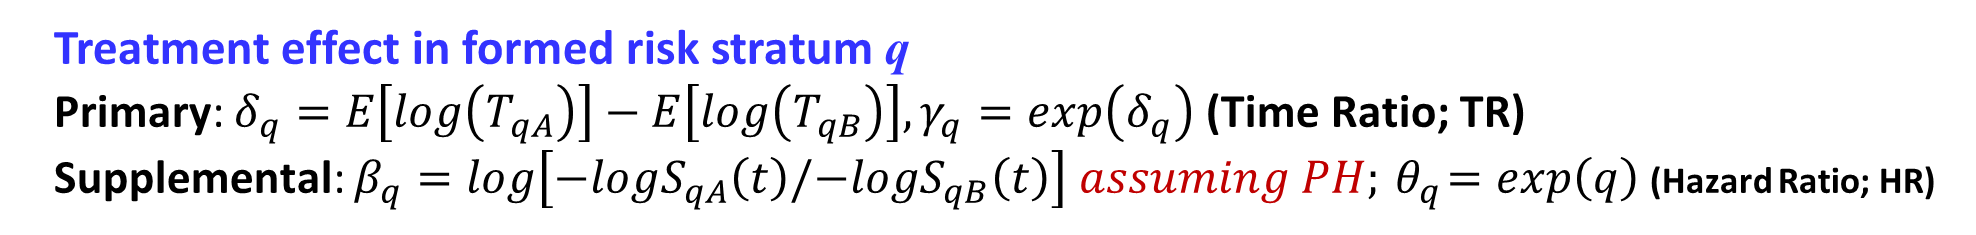 Treatment effect in formed risk stratum q
Primary: δ_q = E[log(T_qA)] − E[log(T_qB)], γ_q = exp(δ_q) (Time Ratio; TR)
Supplemental: β_q = log[−logS_qA(t)/−logS_qB(t)] assuming PH; θ_q = exp(q) (Hazard Ratio; HR)